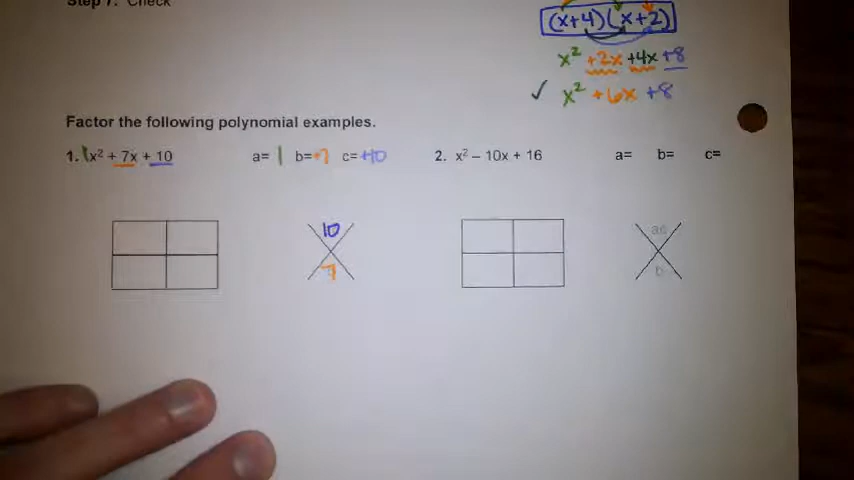 Step 7: Check
(x+4)(x+2)
x² +2x +4x +8
✓ x² +6x +8
Factor the following polynomial examples.
1. 1x² + 7x + 10 a= 1 b=+7 c=+10 2. x² – 10x + 16 a= b= c=
10 ac
7 b